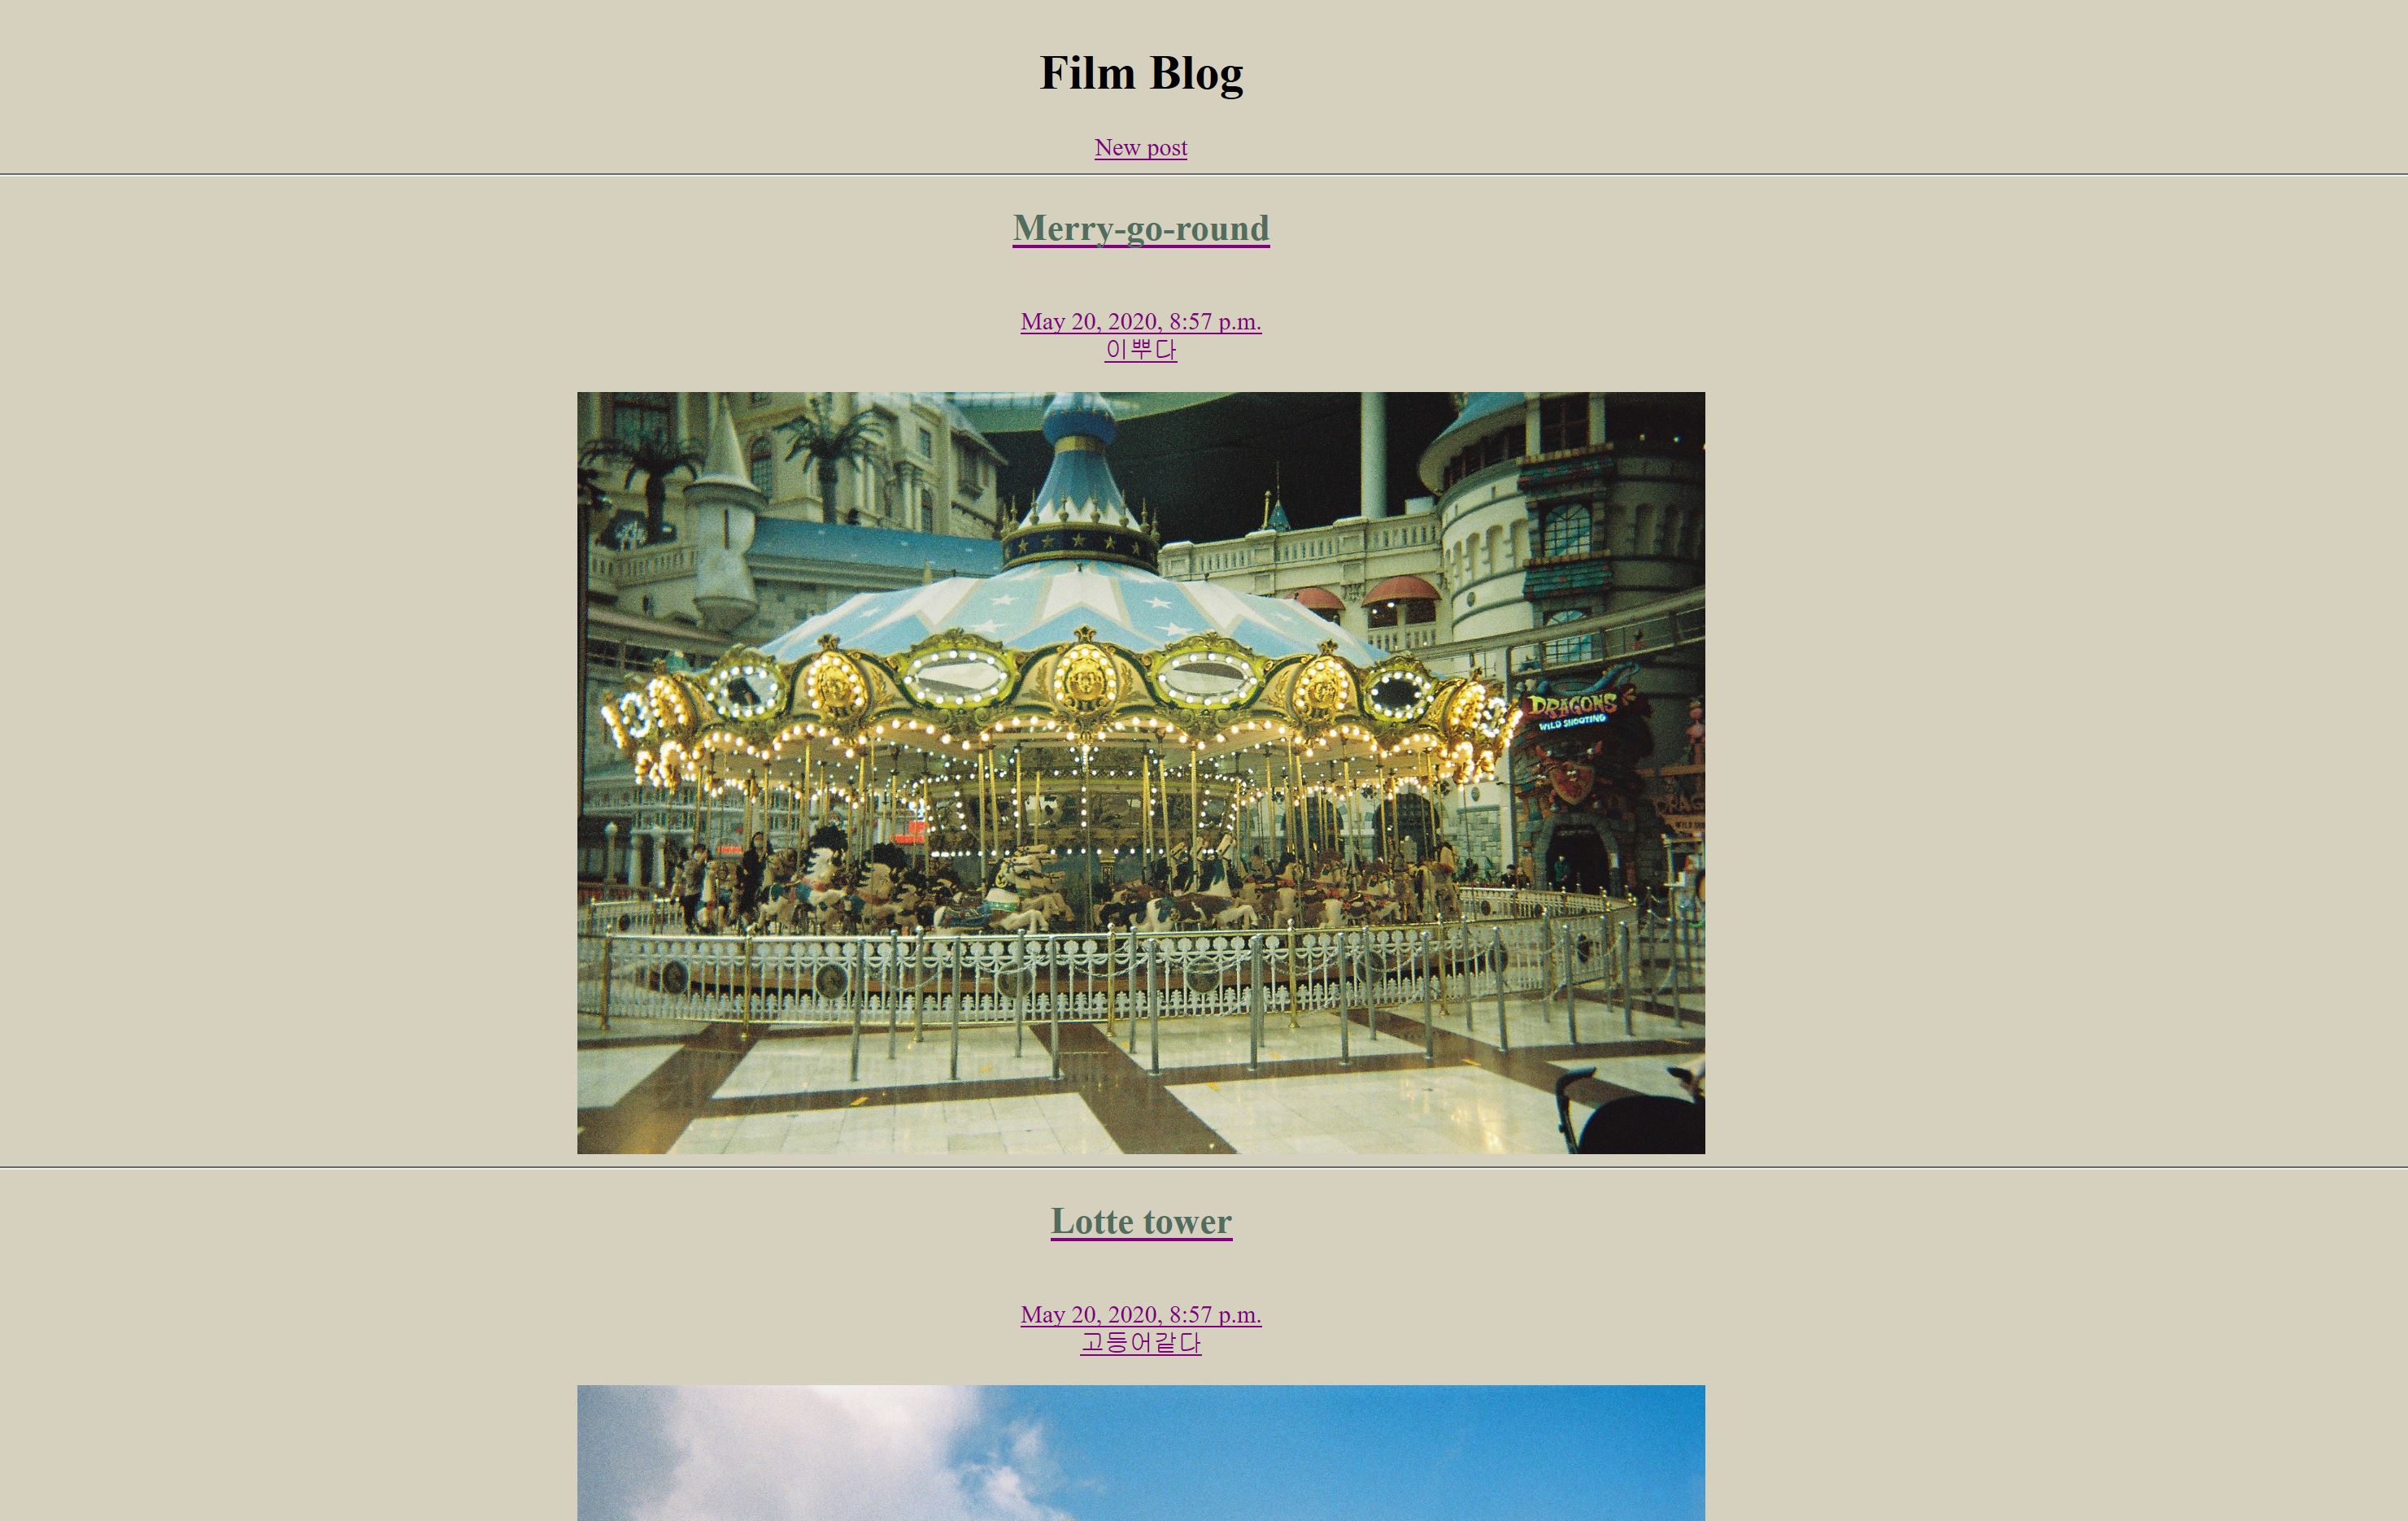 Film Blog
New post
Merry-go-round
May 20, 2020, 8:57 p.m.
이뿌다
DRAGONS
WILD SHOOTING
Lotte tower
May 20, 2020, 8:57 p.m.
고등어같다